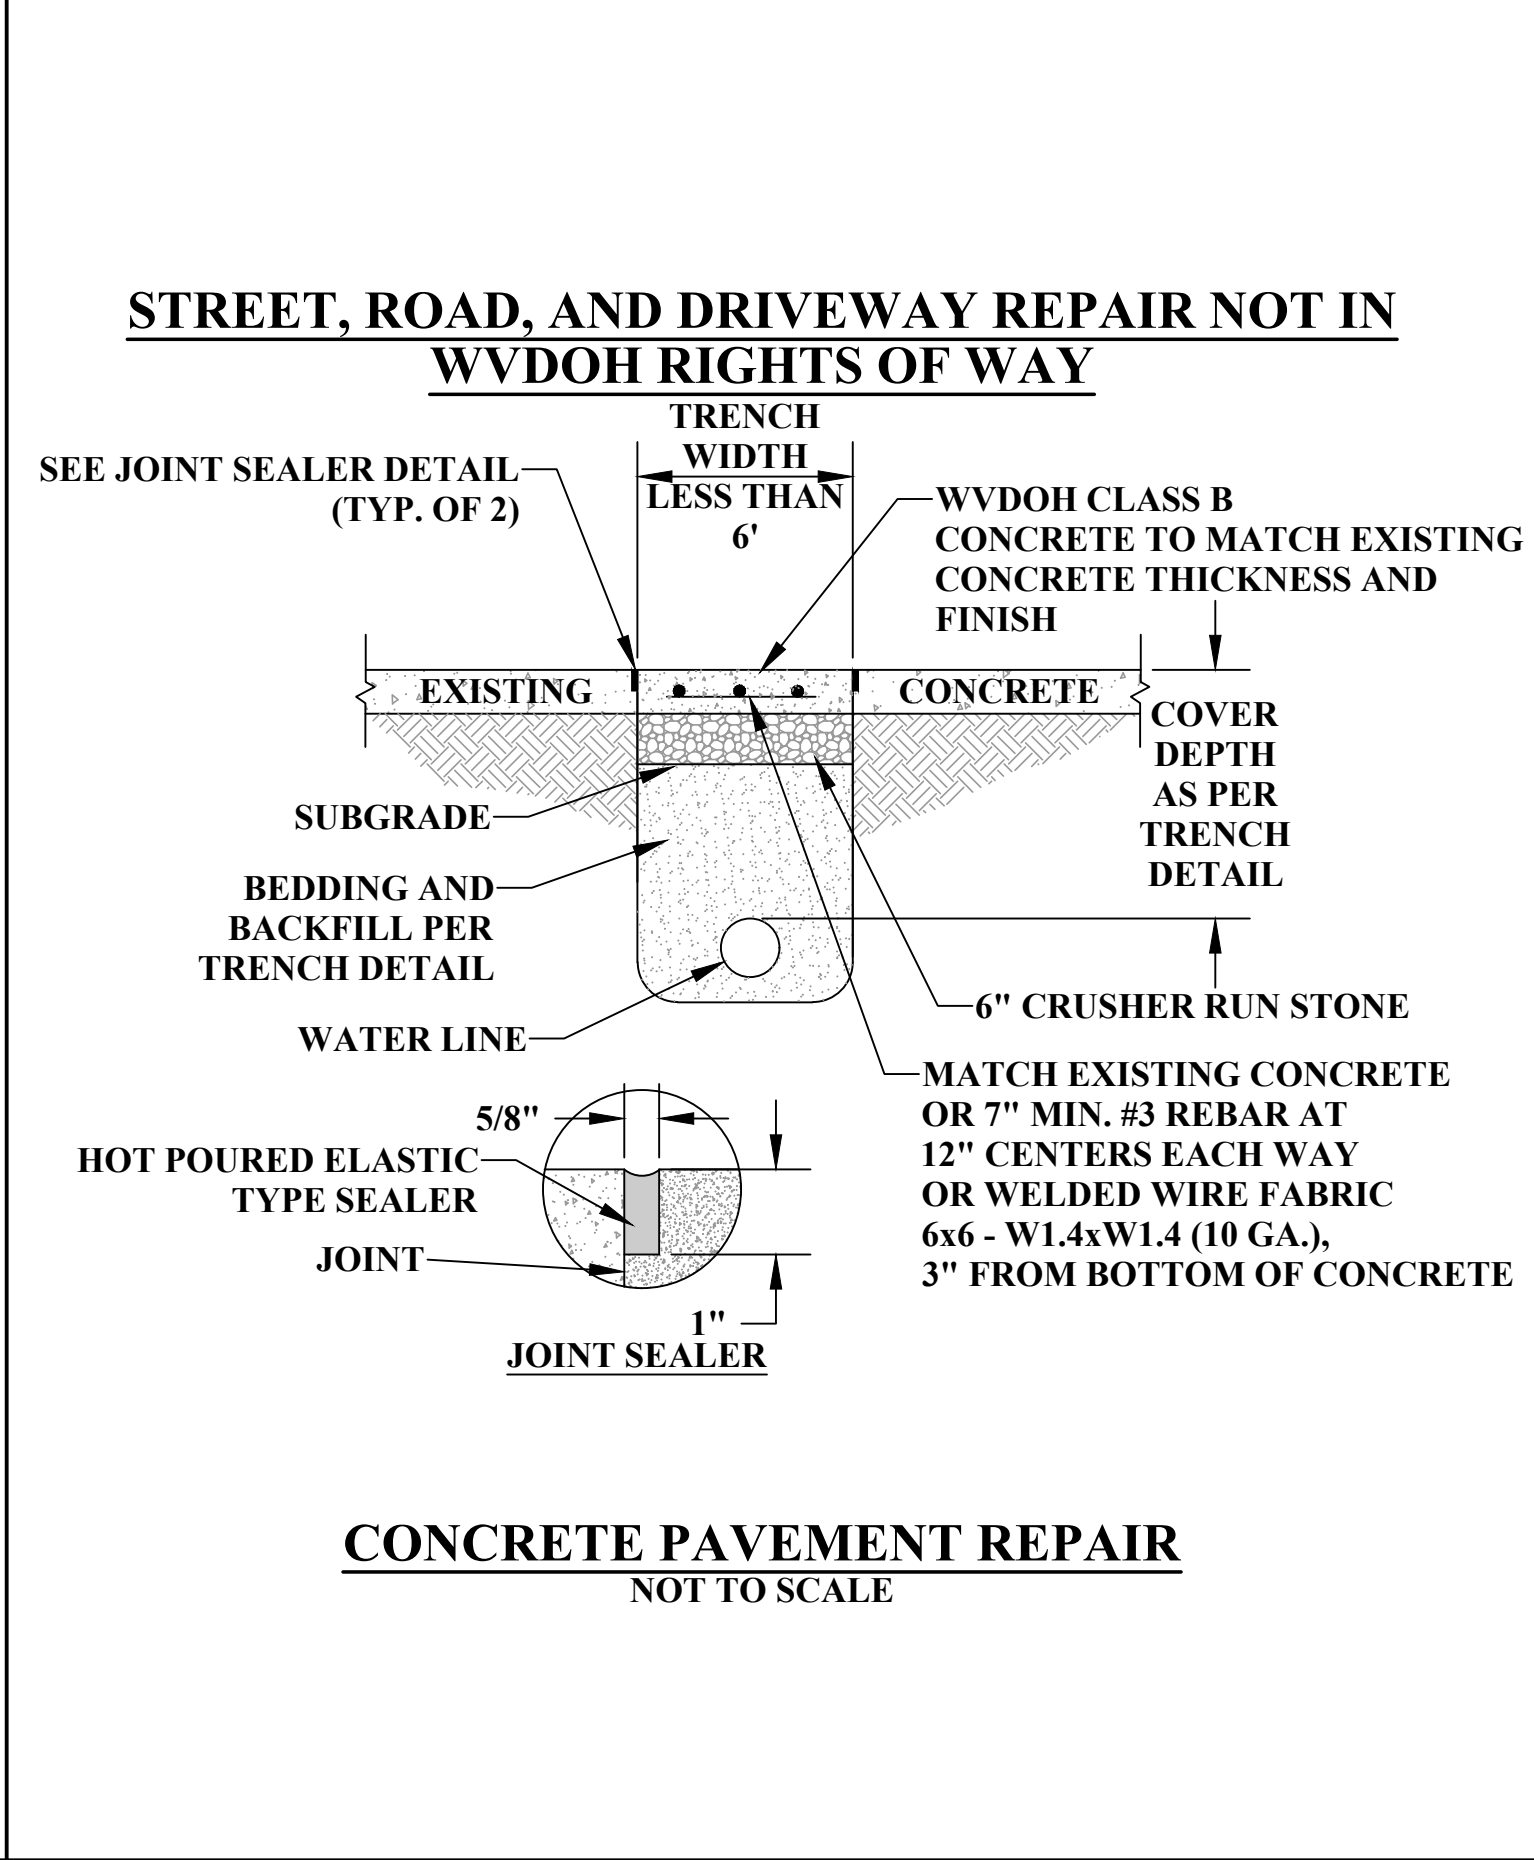 STREET, ROAD, AND DRIVEWAY REPAIR NOT IN
WVDOH RIGHTS OF WAY
TRENCH
WIDTH
LESS THAN
6'
SEE JOINT SEALER DETAIL
(TYP. OF 2)
WVDOH CLASS B
CONCRETE TO MATCH EXISTING
CONCRETE THICKNESS AND
FINISH
EXISTING
CONCRETE
COVER
DEPTH
AS PER
TRENCH
DETAIL
SUBGRADE
BEDDING AND
BACKFILL PER
TRENCH DETAIL
WATER LINE
6" CRUSHER RUN STONE
MATCH EXISTING CONCRETE
OR 7" MIN. #3 REBAR AT
12" CENTERS EACH WAY
OR WELDED WIRE FABRIC
6x6 - W1.4xW1.4 (10 GA.),
3" FROM BOTTOM OF CONCRETE
5/8"
HOT POURED ELASTIC
TYPE SEALER
JOINT
1"
JOINT SEALER
CONCRETE PAVEMENT REPAIR
NOT TO SCALE